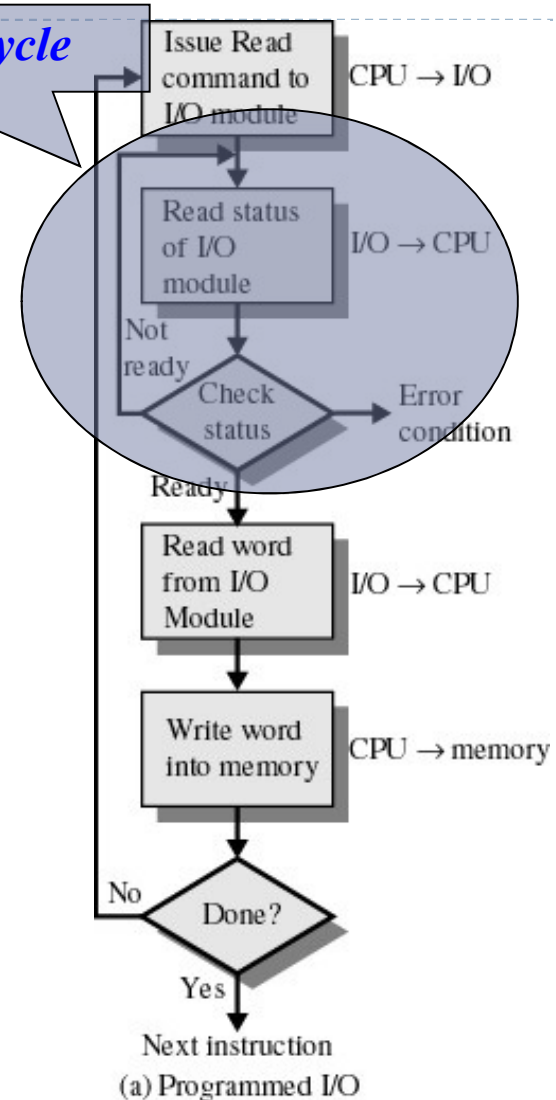 ycle
Issue Read
command to
I/O module
CPU → I/O
Read status
of I/O
module
I/O → CPU
Not
ready
Check
status
Error
condition
Ready
Read word
from I/O
Module
I/O → CPU
Write word
into memory
CPU → memory
No
Done?
Yes
Next instruction
(a) Programmed I/O